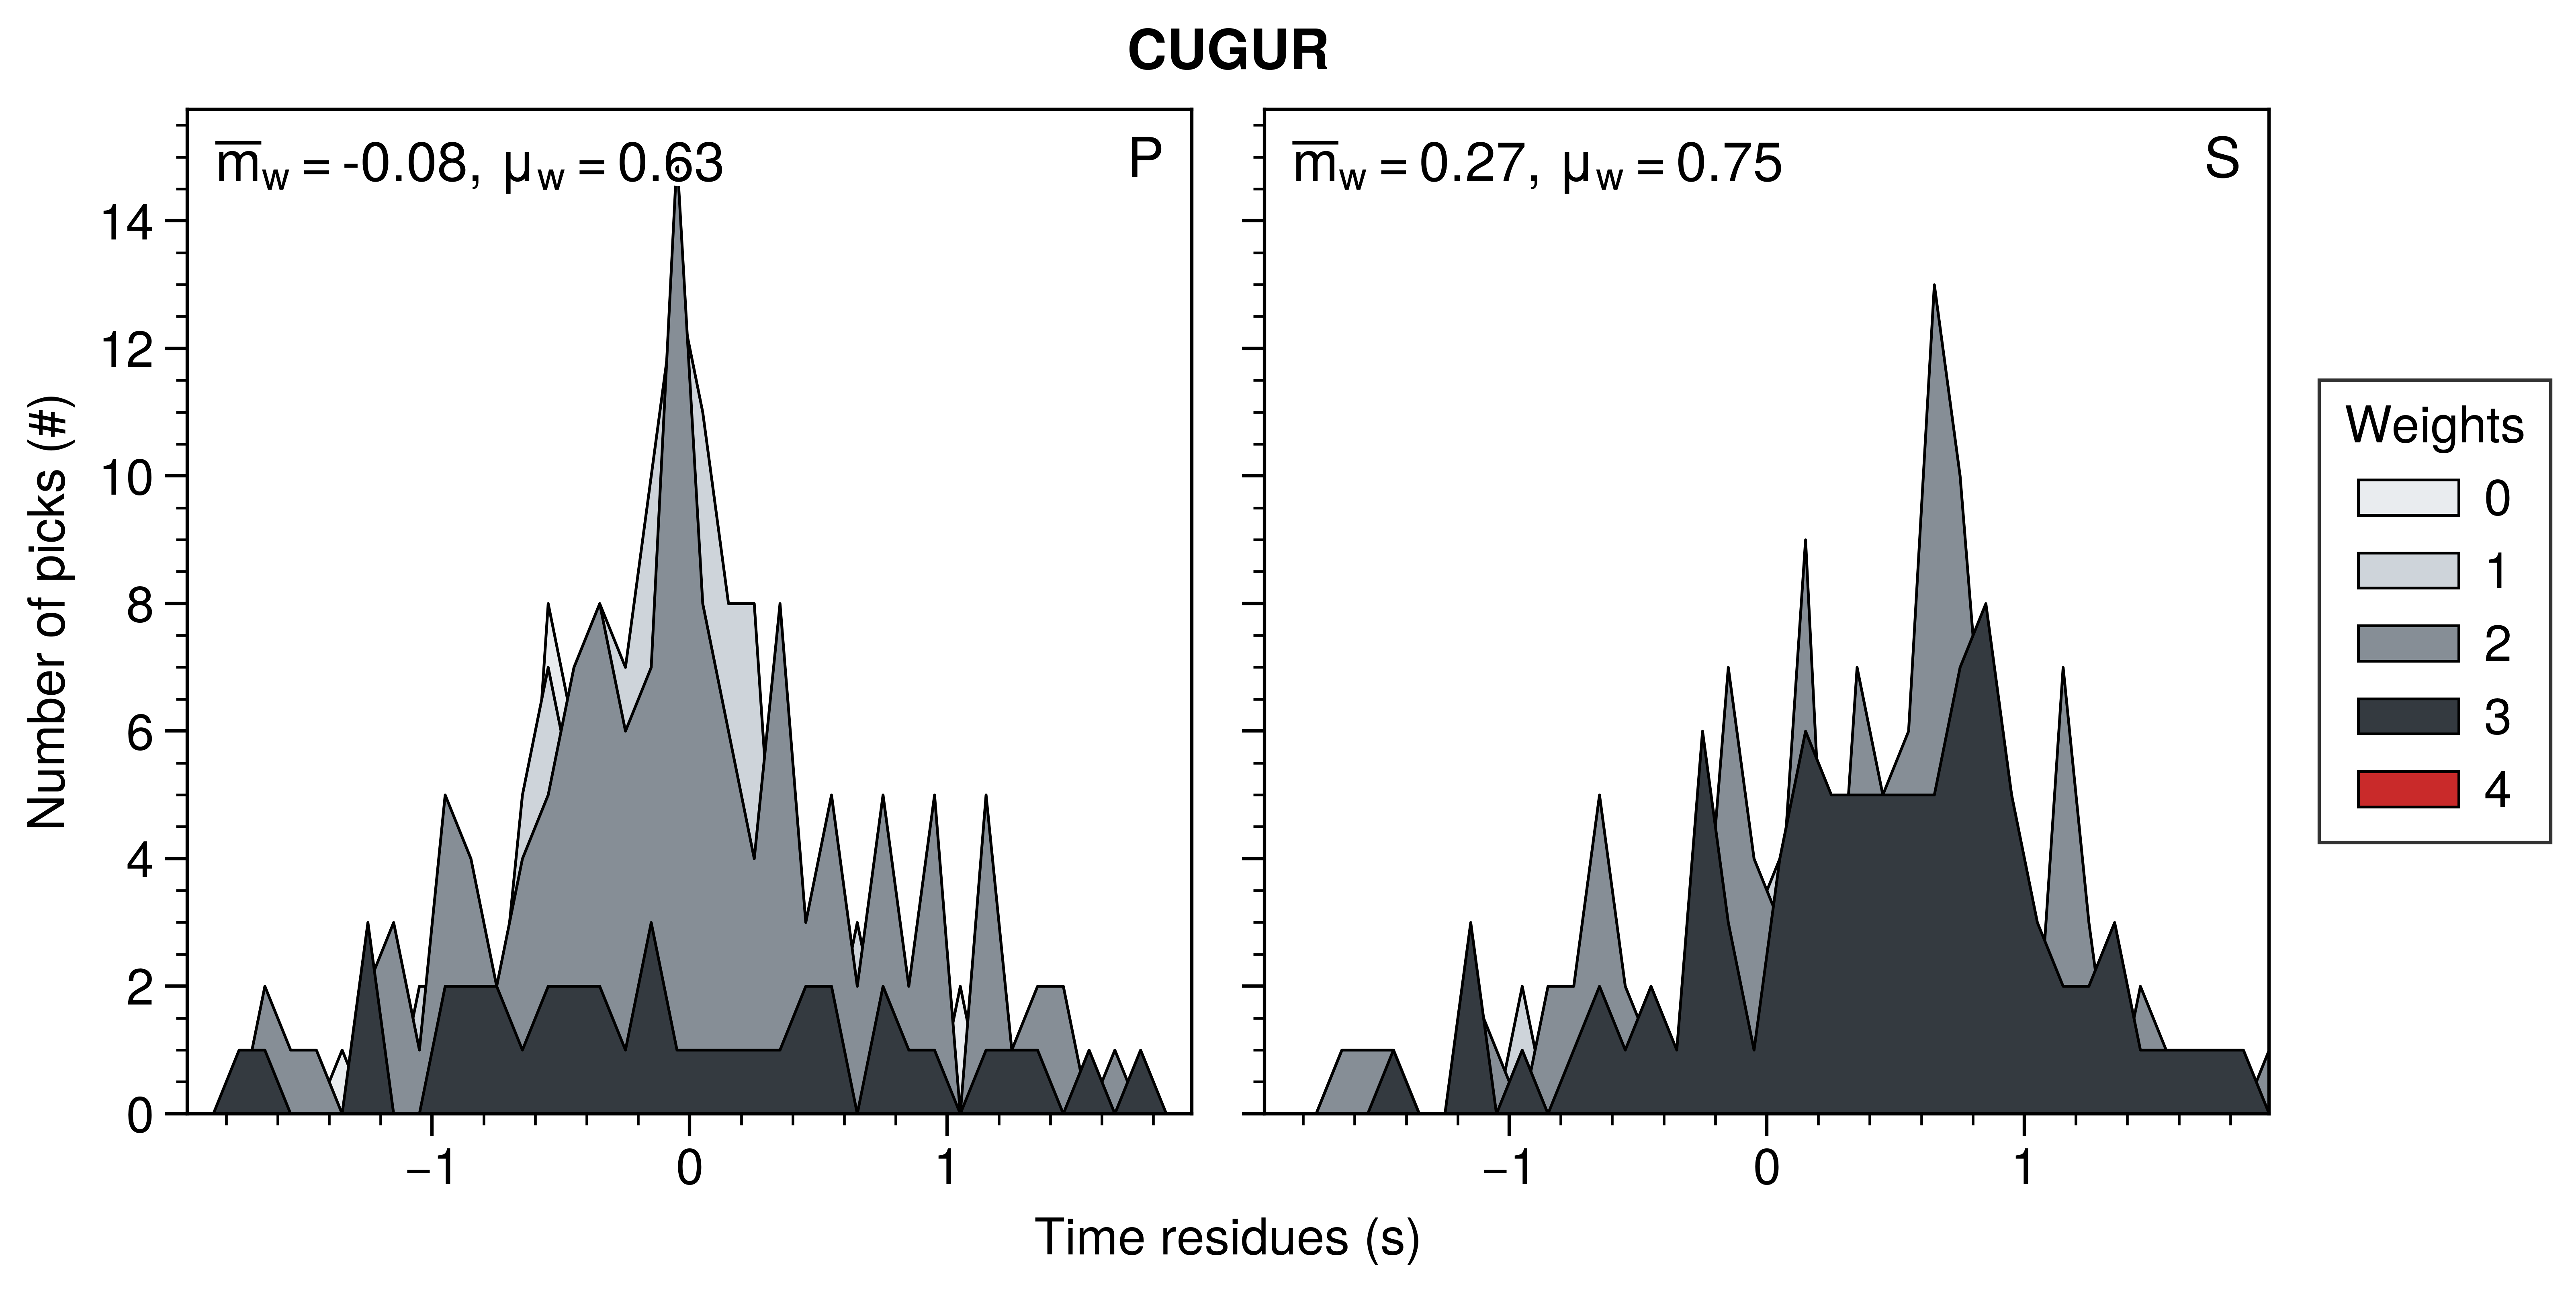 CUGUR
m̅w = -0.08, μw = 0.63
P
m̅w = 0.27, μw = 0.75
S
Number of picks (#)
14
12
10
8
6
4
2
0
−1 0 1
−1 0 1
Time residues (s)
Weights
0
1
2
3
4